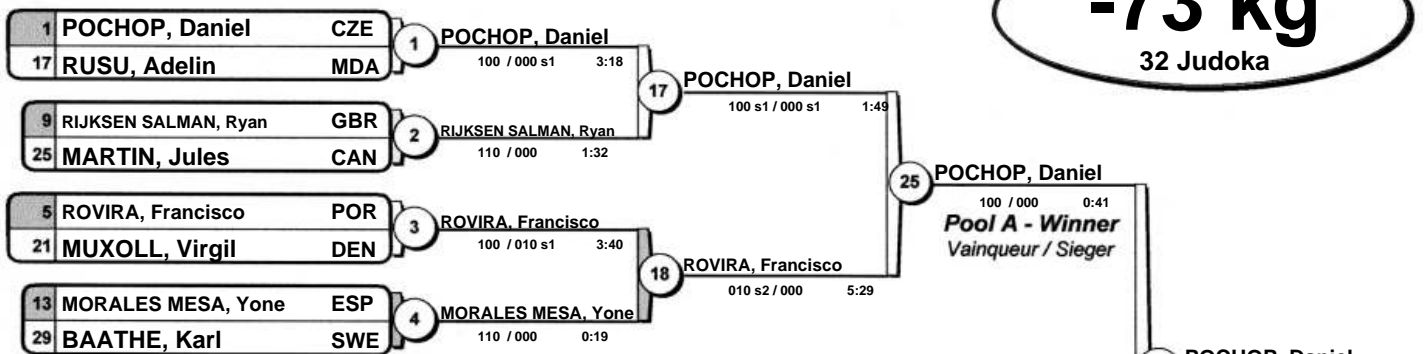 -73 kg
32 Judoka
1 POCHOP, Daniel CZE
17 RUSU, Adelin MDA
1 POCHOP, Daniel
100 / 000 s1 3:18
9 RIJKSEN SALMAN, Ryan GBR
25 MARTIN, Jules CAN
2 RIJKSEN SALMAN, Ryan
110 / 000 1:32
17 POCHOP, Daniel
100 s1 / 000 s1 1:49
5 ROVIRA, Francisco POR
21 MUXOLL, Virgil DEN
3 ROVIRA, Francisco
100 / 010 s1 3:40
13 MORALES MESA, Yone ESP
29 BAATHE, Karl SWE
4 MORALES MESA, Yone
110 / 000 0:19
18 ROVIRA, Francisco
010 s2 / 000 5:29
25 POCHOP, Daniel
100 / 000 0:41
Pool A - Winner
Vainqueur / Sieger
POCHOP, Daniel